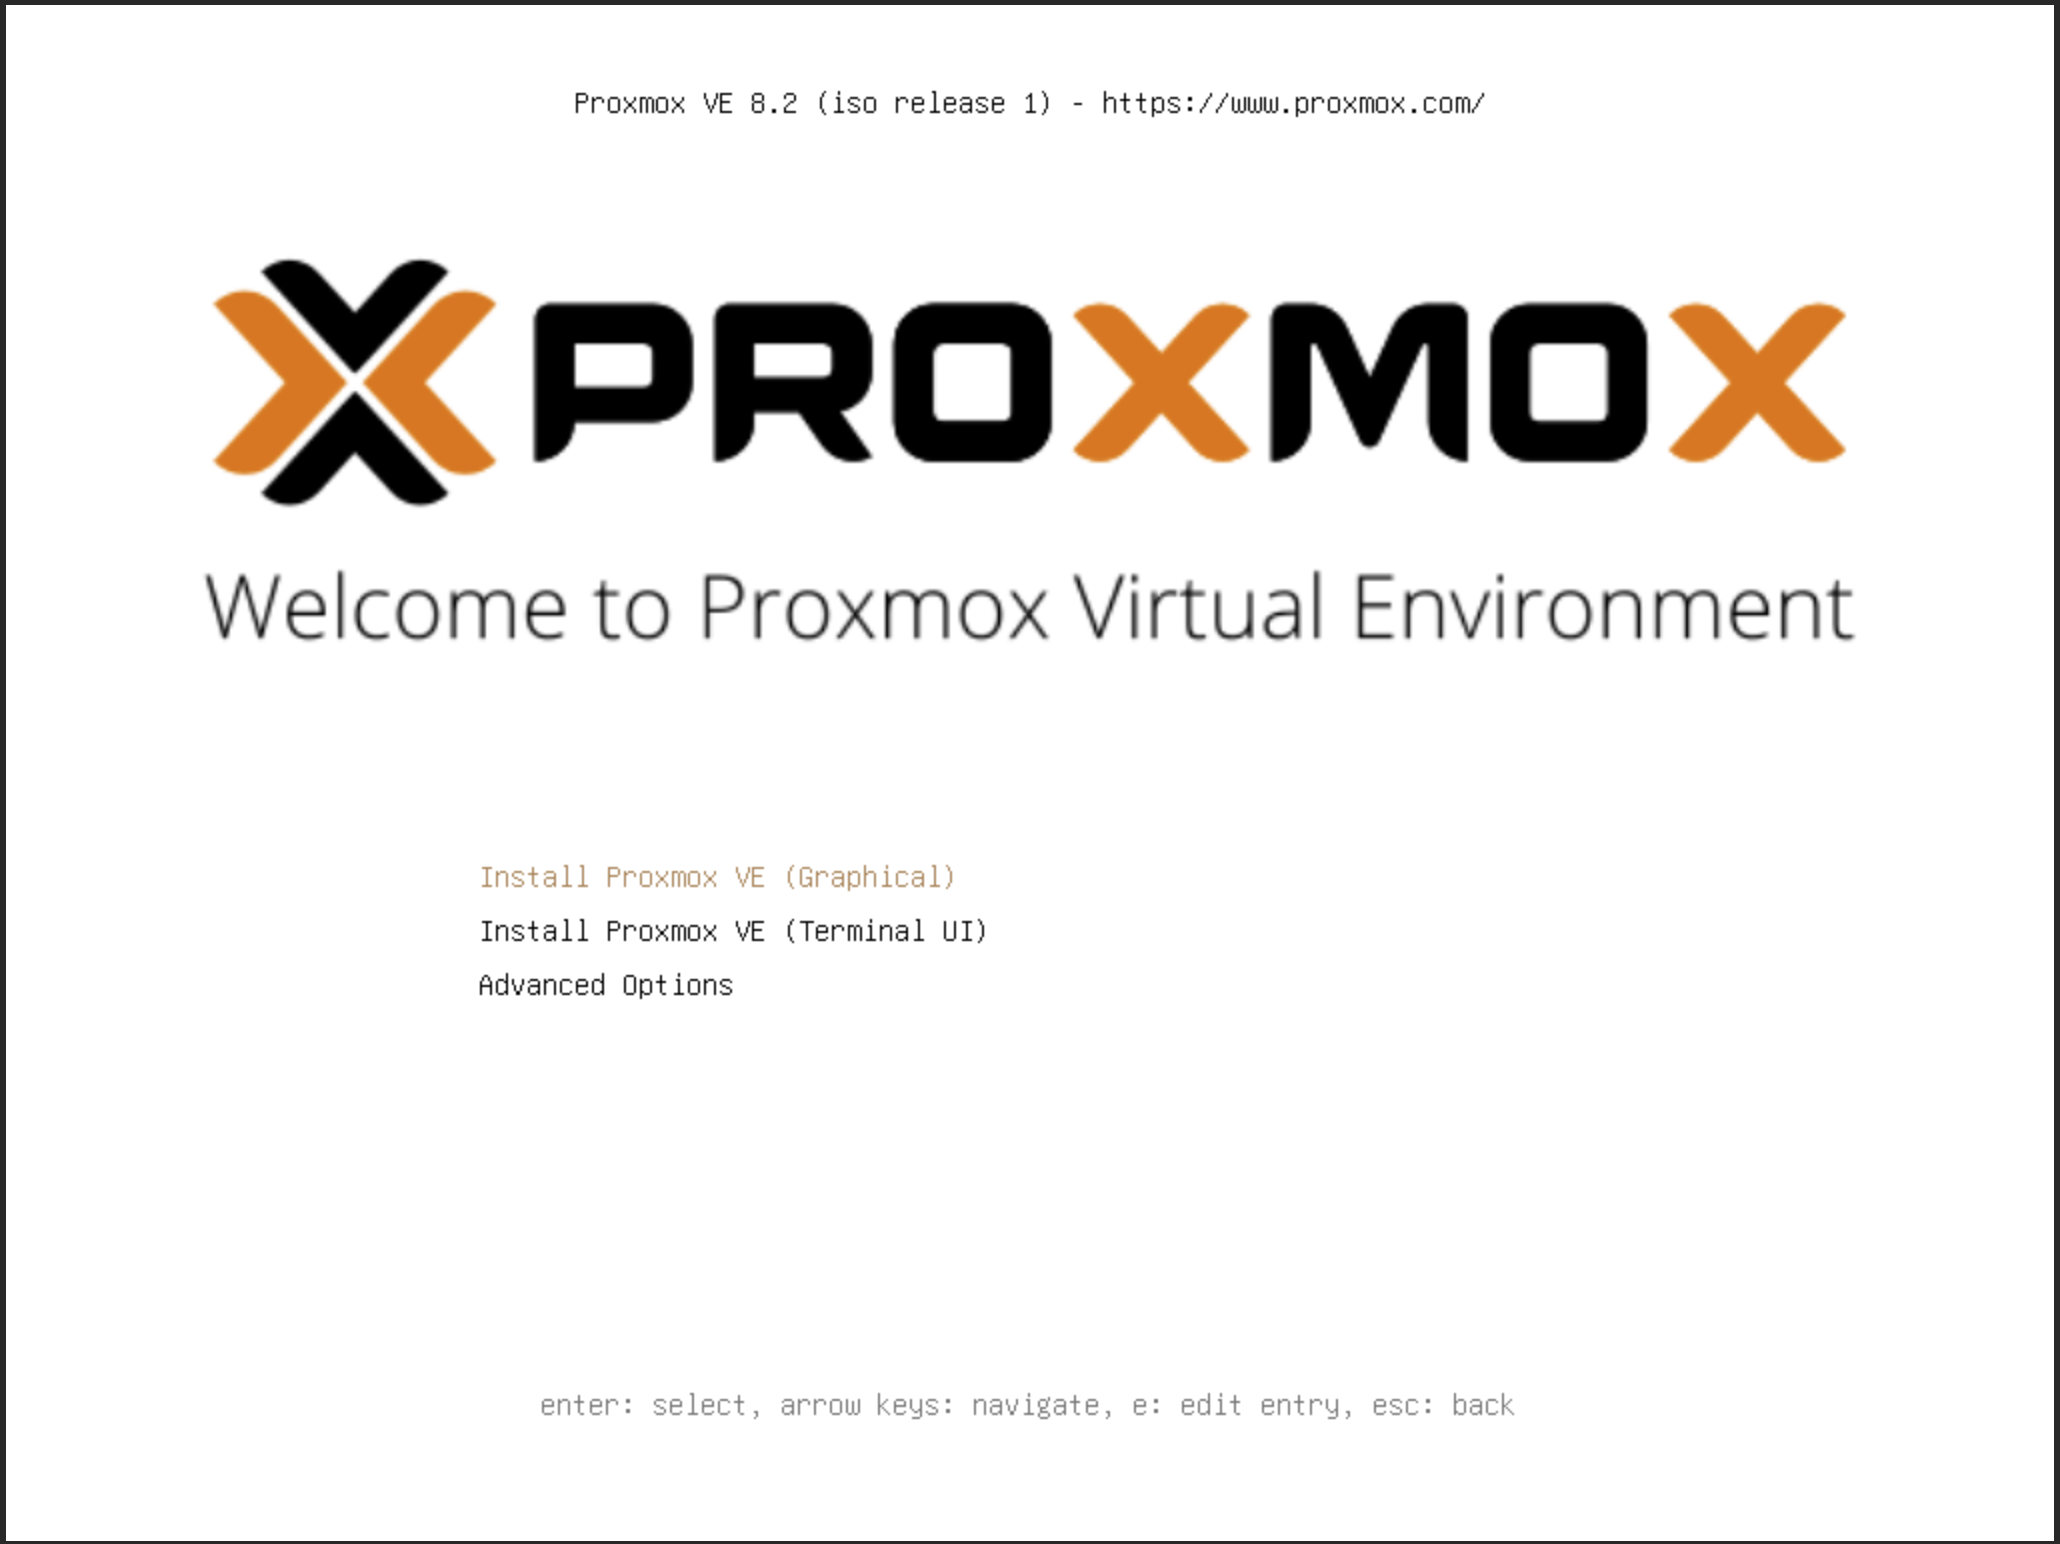 Proxmox VE 8.2 (iso release 1) - https://www.proxmox.com/
PROXMOX
Welcome to Proxmox Virtual Environment
Install Proxmox VE (Graphical)
Install Proxmox VE (Terminal UI)
Advanced Options
enter: select, arrow keys: navigate, e: edit entry, esc: back